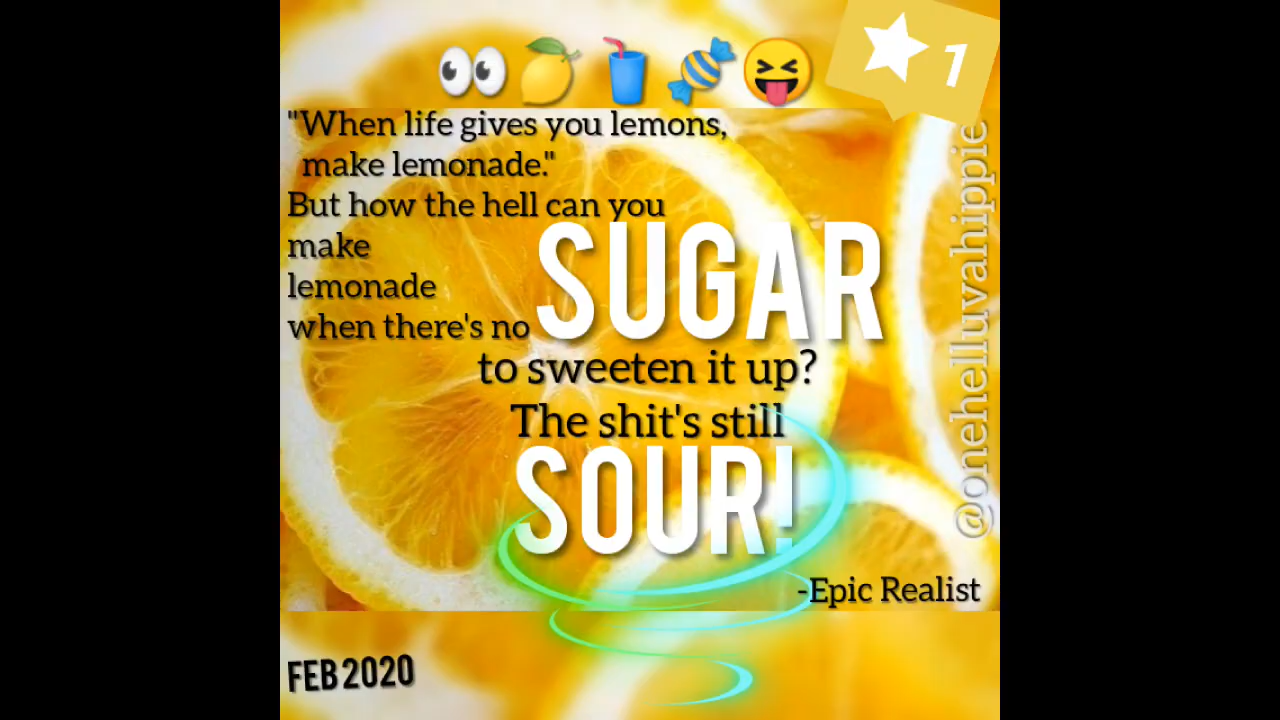 1
"When life gives you lemons,
make lemonade."
But how the hell can you
make
lemonade
when there's no
SUGAR
to sweeten it up?
The shit's still
SOUR!
-Epic Realist
@onehelluvahippie
FEB 2020